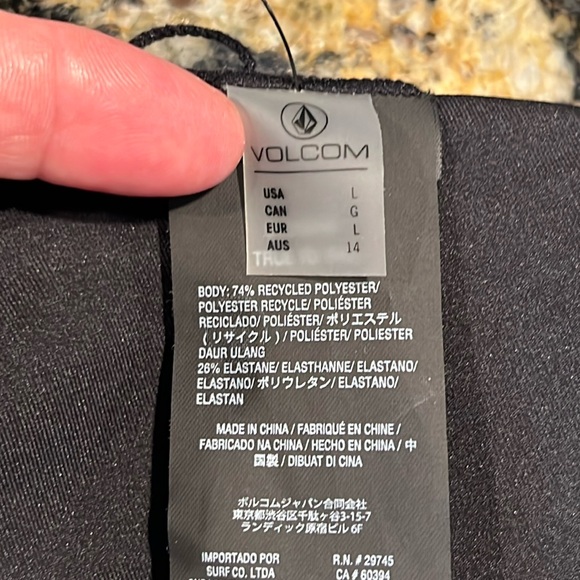 VOLCOM
USA L
CAN G
EUR L
AUS 14
BODY: 74% RECYCLED POLYESTER/
POLYESTER RECYCLE/ POLIÉSTER
RECICLADO/ POLIÉSTER/ ポリエステル
(リサイクル) / POLIESTER/ POLIESTER
DAUR ULANG
26% ELASTANE/ ELASTHANNE/ ELASTANO/
ELASTANO/ ポリウレタン/ ELASTANO/
ELASTAN
MADE IN CHINA / FABRIQUÉ EN CHINE /
FABRICADO NA CHINA / HECHO EN CHINA / 中
国製 / DIBUAT DI CINA
ボルコムジャパン合同会社
東京都渋谷区千駄ヶ谷3-15-7
ランディック原宿ビル 6F
IMPORTADO POR
SURF CO. LTDA
R.N. # 29745
CA # 60394